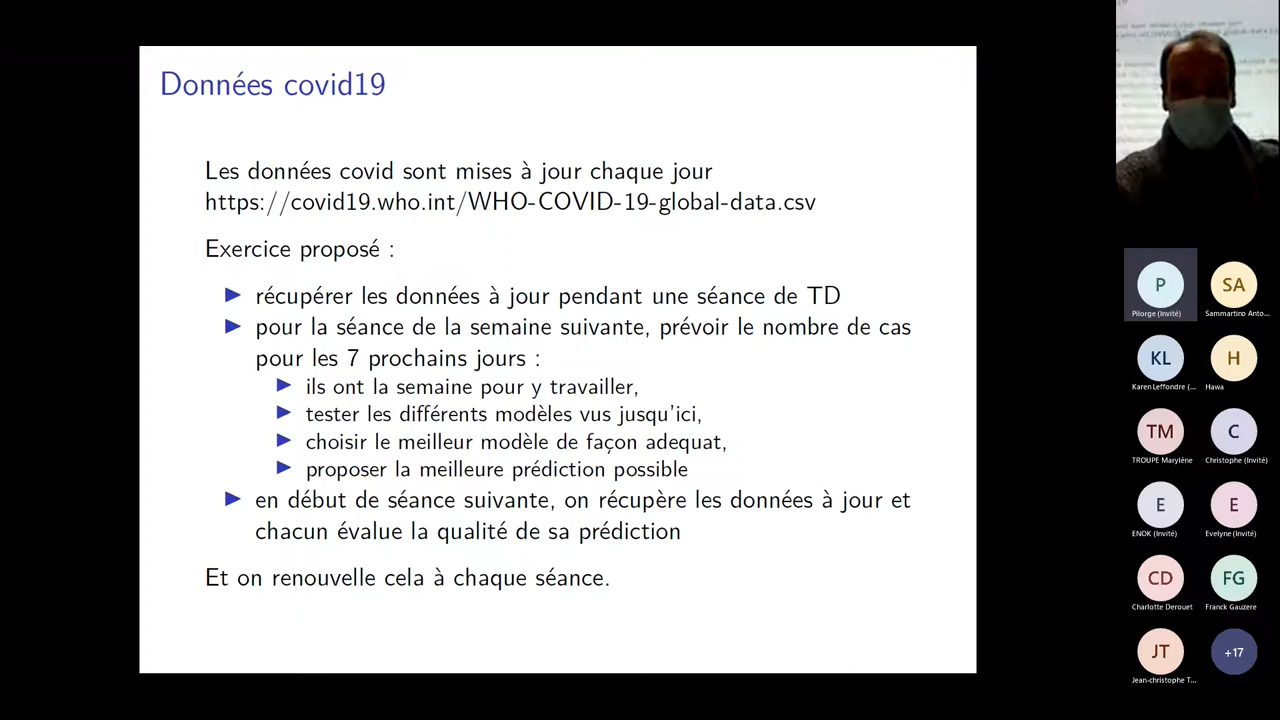 Données covid19
Les données covid sont mises à jour chaque jour
https://covid19.who.int/WHO-COVID-19-global-data.csv
Exercice proposé :
récupérer les données à jour pendant une séance de TD
pour la séance de la semaine suivante, prévoir le nombre de cas
pour les 7 prochains jours :
ils ont la semaine pour y travailler,
tester les différents modèles vus jusqu'ici,
choisir le meilleur modèle de façon adequat,
proposer la meilleure prédiction possible
en début de séance suivante, on récupère les données à jour et
chacun évalue la qualité de sa prédiction
Et on renouvelle cela à chaque séance.
P
Pilorge (Invité)
SA
Sammartino Anto...
KL
Karen Leffondre (...
H
Hawa
TM
TROUPE Marylène
C
Christophe (Invité)
E
ENOK (Invité)
E
Evelyne (Invité)
CD
Charlotte Derouet
FG
Franck Gauzere
JT
Jean-christophe T...
+17